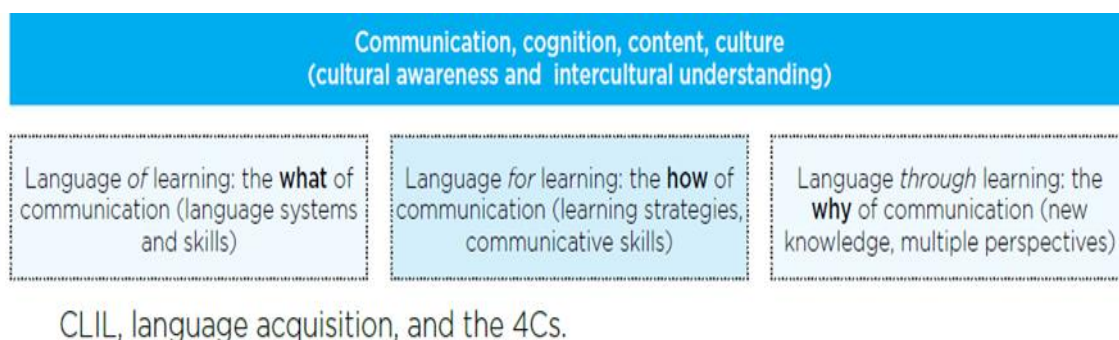 Communication, cognition, content, culture
(cultural awareness and intercultural understanding)
Language of learning: the what of
communication (language systems
and skills)
Language for learning: the how of
communication (learning strategies,
communicative skills)
Language through learning: the
why of communication (new
knowledge, multiple perspectives)
CLIL, language acquisition, and the 4Cs.